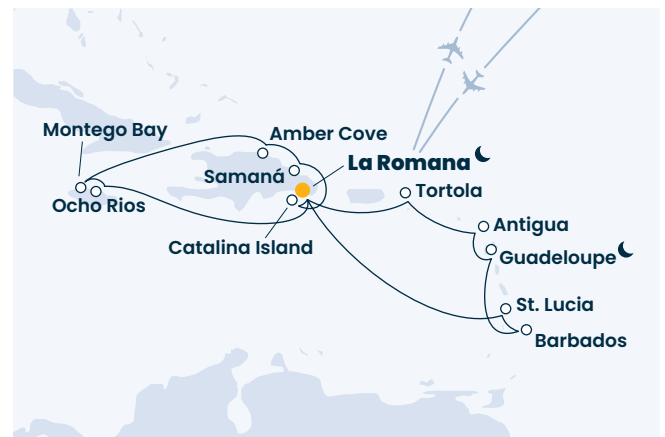 Montego Bay
Amber Cove
La Romana
Samaná
Tortola
Ocho Rios
Antigua
Catalina Island
Guadeloupe
St. Lucia
Barbados